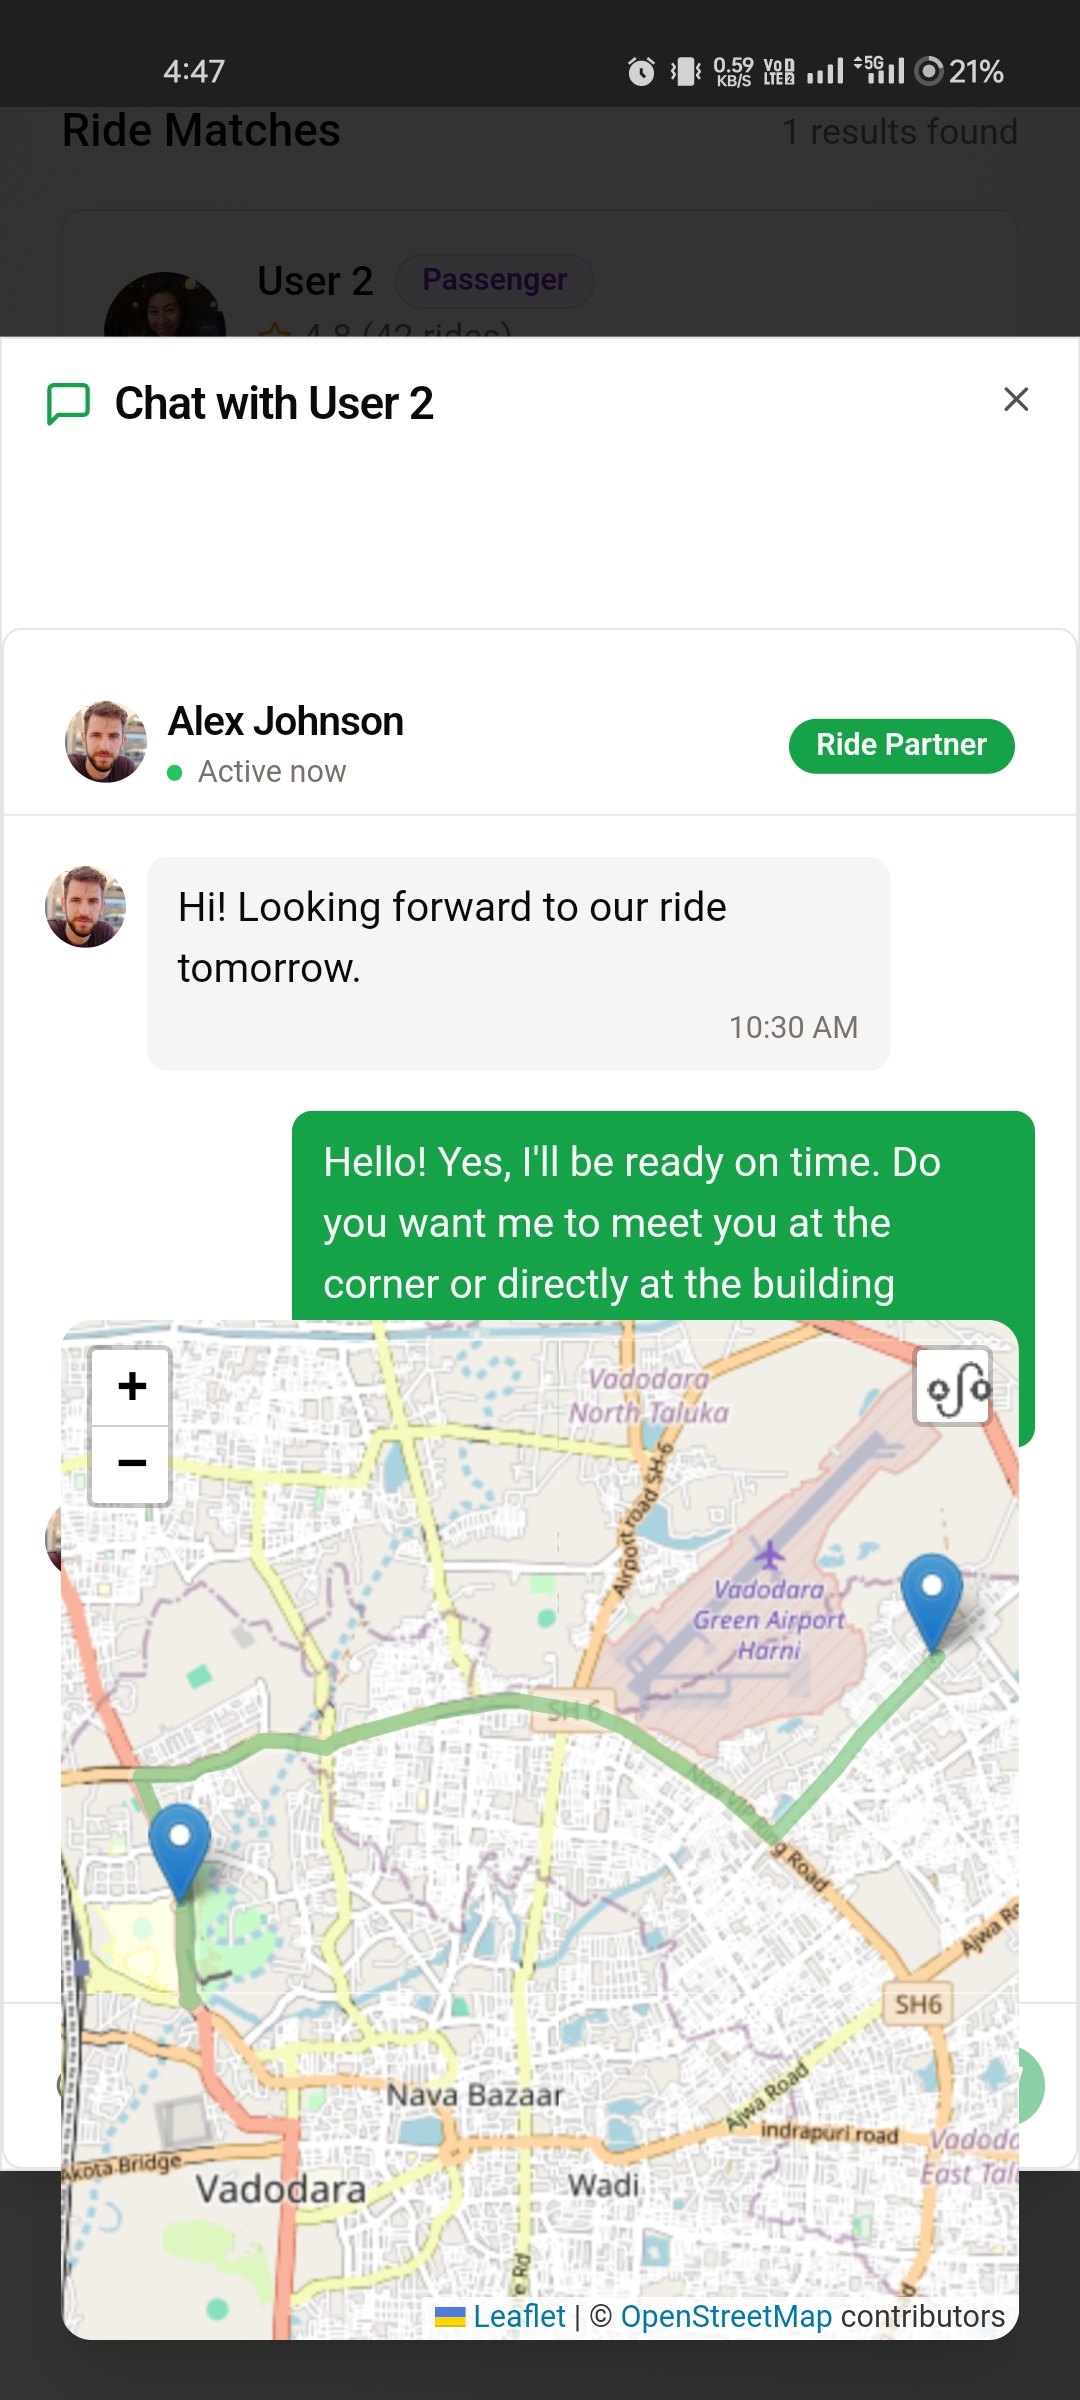 4:47
0.59 KB/S
VoD LTE2
5G
21%
Ride Matches
1 results found
User 2
Passenger
4.8 (42 rides)
Chat with User 2
Alex Johnson
Active now
Ride Partner
Hi! Looking forward to our ride
tomorrow.
10:30 AM
Hello! Yes, I'll be ready on time. Do
you want me to meet you at the
corner or directly at the building
+
−
Vadodara
North Taluka
Airport road SH-6
Vadodara
Green Airport
Harni
SH 6
New VIP Ring Road
Ajwa Ro
SH6
Nava Bazaar
Ajwa Road
indrapuri road
Vadoda
East Tal
Akota Bridge
Vadodara
Wadi
e Rd
d
Leaflet | © OpenStreetMap contributors